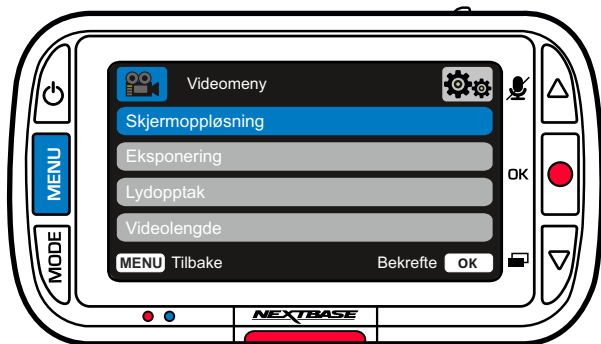 Videomeny
Skjermoppløsning
Eksponering
Lydopptak
Videolengde
MENU Tilbake
Bekrefte OK
MENU
MODE
OK
NEXTBASE